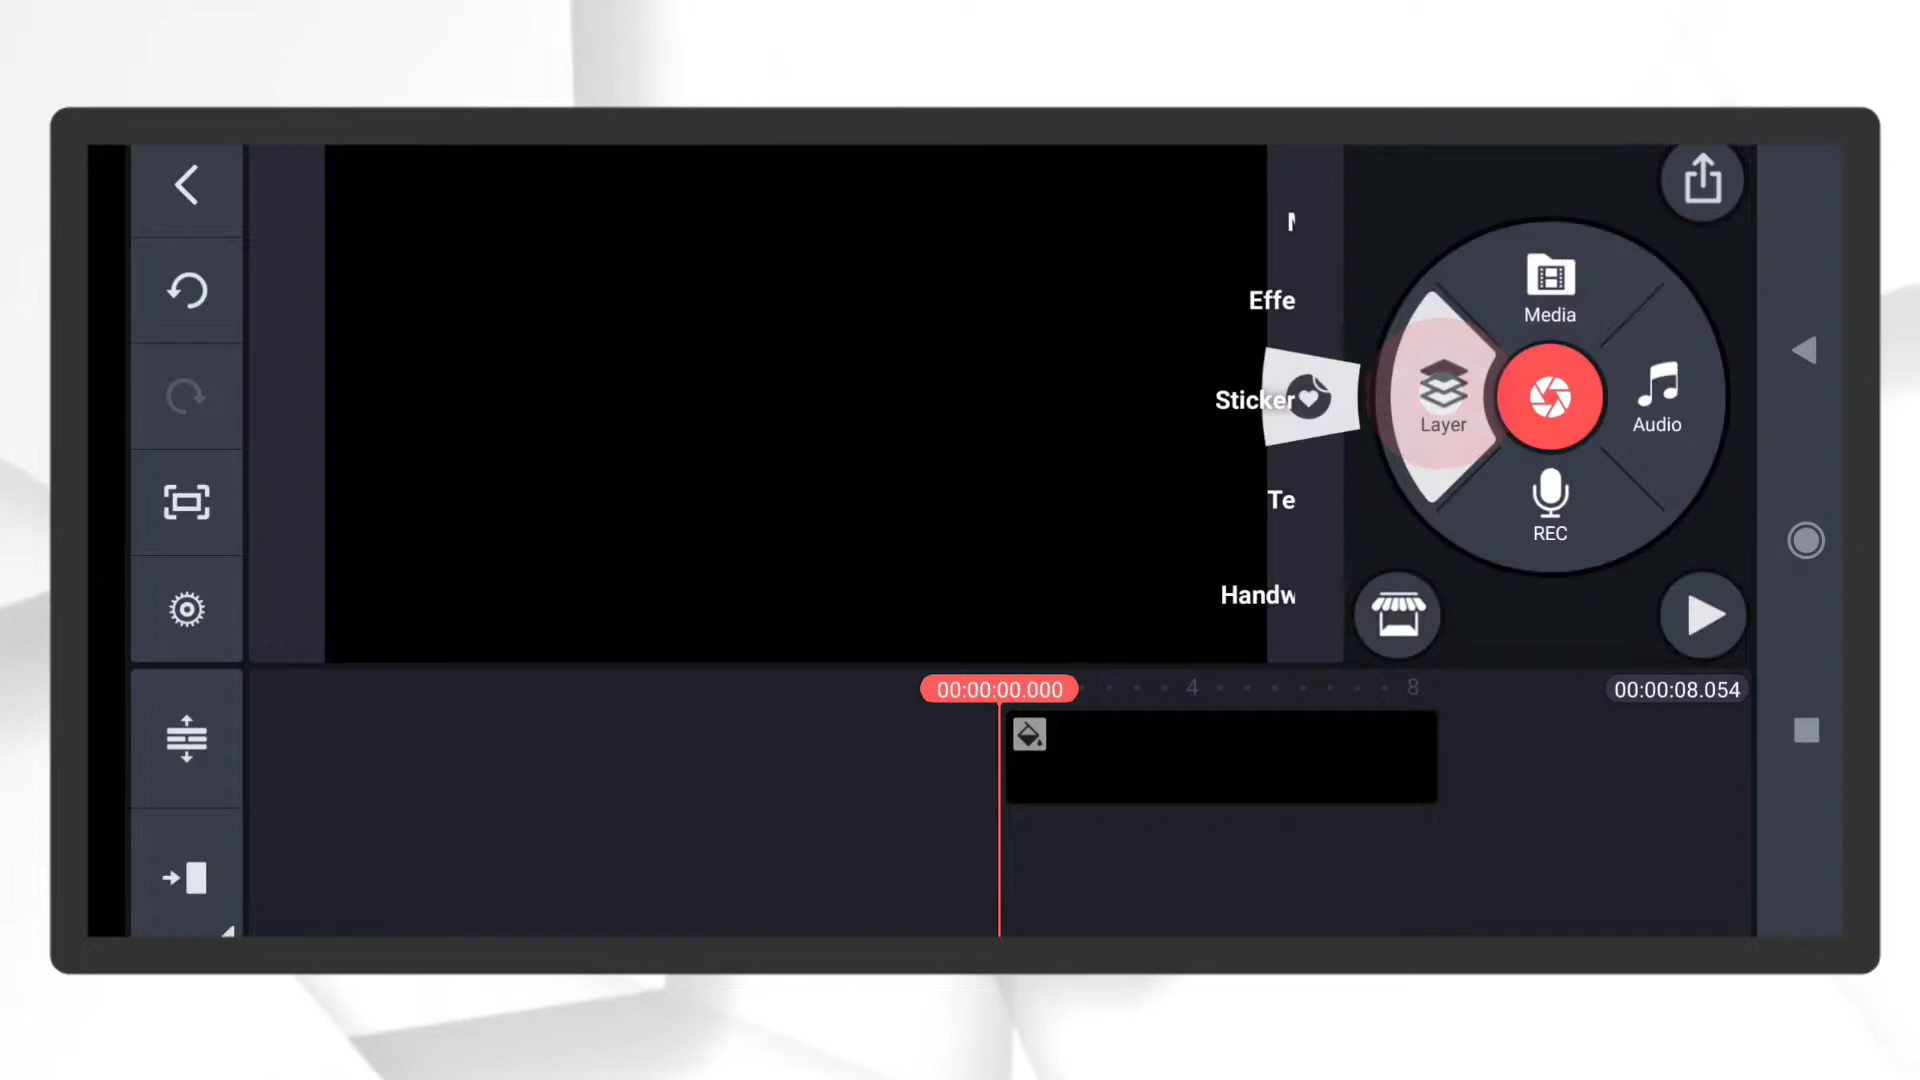 Media
Effe
Sticker
Layer
Audio
Te
REC
Handw
00:00:00.000
4
8
00:00:08.054